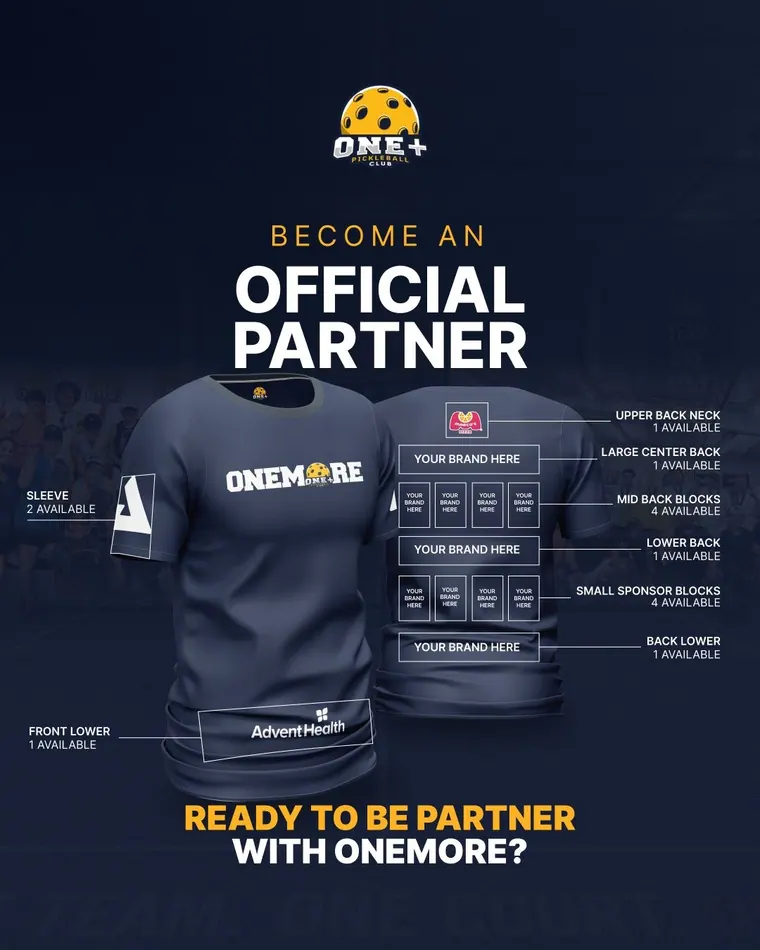 ONE+
PICKLEBALL
CLUB
BECOME AN
OFFICIAL
PARTNER
ONE+
ONEMORE
ONE+
SLEEVE
2 AVAILABLE
FRONT LOWER
1 AVAILABLE
AdventHealth
UPPER BACK NECK
1 AVAILABLE
YOUR BRAND HERE
LARGE CENTER BACK
1 AVAILABLE
YOUR BRAND HERE
YOUR BRAND HERE
YOUR BRAND HERE
YOUR BRAND HERE
MID BACK BLOCKS
4 AVAILABLE
YOUR BRAND HERE
LOWER BACK
1 AVAILABLE
YOUR BRAND HERE
YOUR BRAND HERE
YOUR BRAND HERE
YOUR BRAND HERE
SMALL SPONSOR BLOCKS
4 AVAILABLE
YOUR BRAND HERE
BACK LOWER
1 AVAILABLE
READY TO BE PARTNER
WITH ONEMORE?